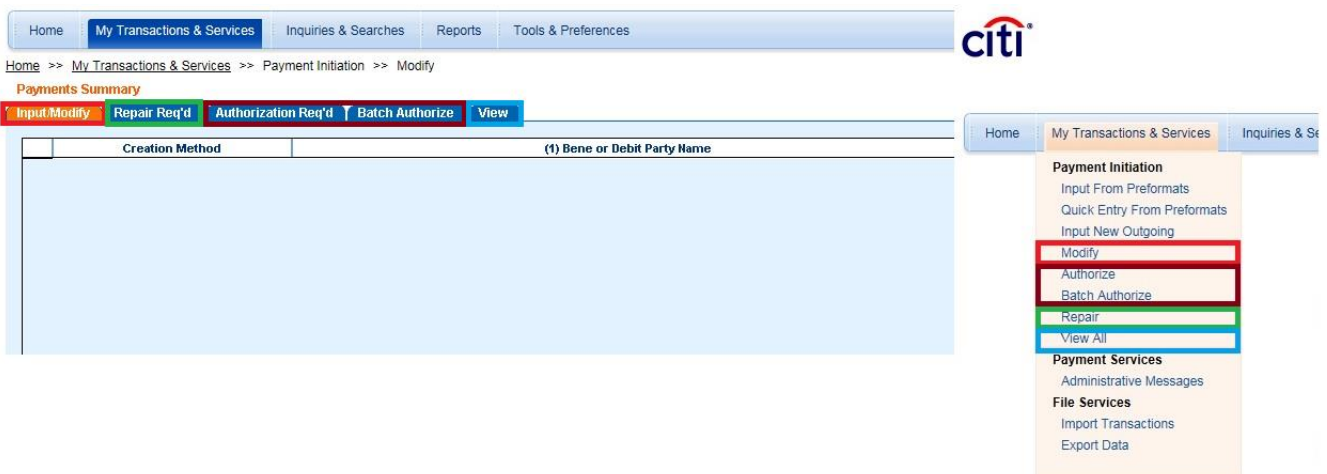 Home My Transactions & Services Inquiries & Searches Reports Tools & Preferences
Home >> My Transactions & Services >> Payment Initiation >> Modify
Payments Summary
Input/Modify Repair Req'd Authorization Req'd Batch Authorize View
Creation Method (1) Bene or Debit Party Name
citi®
Home My Transactions & Services Inquiries & Se
Payment Initiation
Input From Preformats
Quick Entry From Preformats
Input New Outgoing
Modify
Authorize
Batch Authorize
Repair
View All
Payment Services
Administrative Messages
File Services
Import Transactions
Export Data